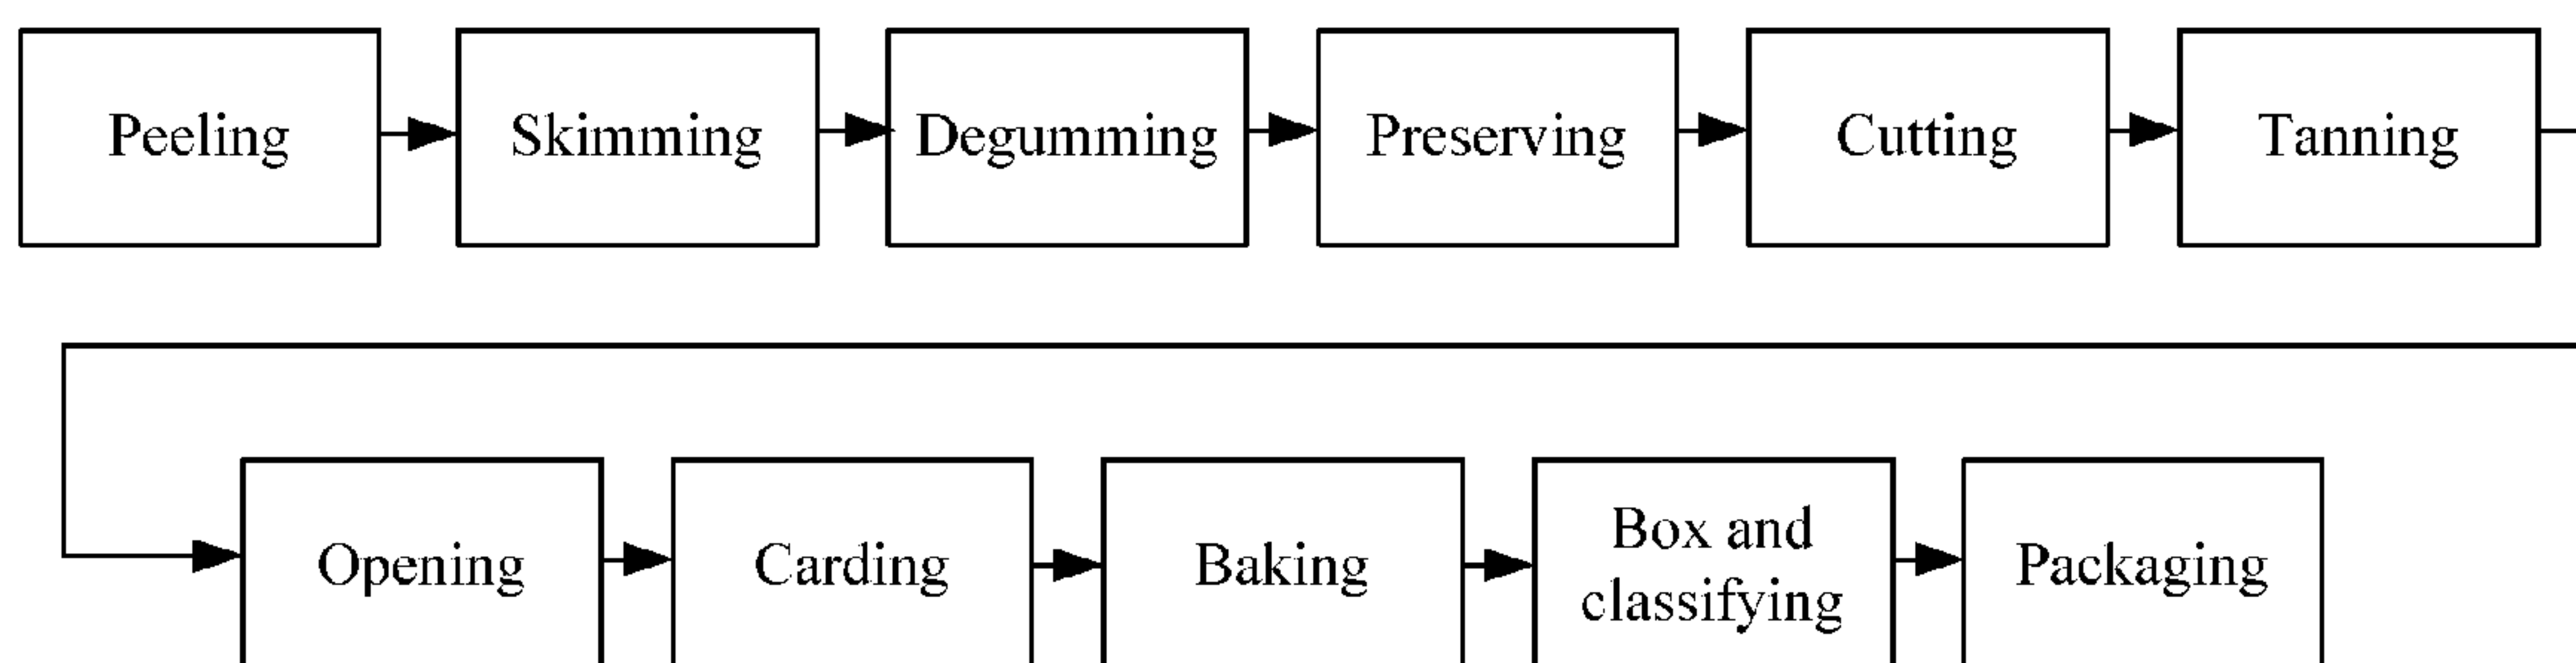 Peeling
Skimming
Degumming
Preserving
Cutting
Tanning
Opening
Carding
Baking
Box and
classifying
Packaging